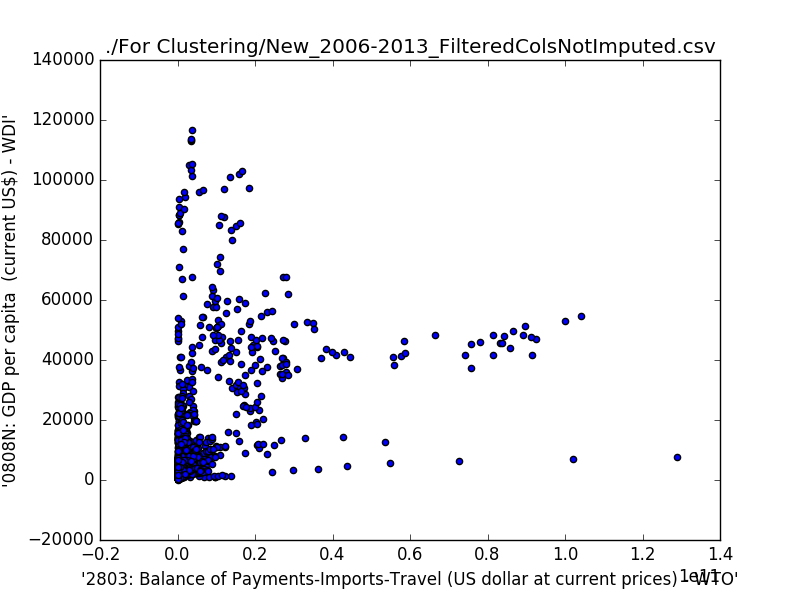 ./For Clustering/New_2006-2013_FilteredColsNotImputed.csv
140000
120000
100000
80000
60000
40000
20000
0
−20000
'0808N: GDP per capita  (current US$) - WDI'
−0.2 0.0 0.2 0.4 0.6 0.8 1.0 1.2 1.4
1e11
'2803: Balance of Payments-Imports-Travel (US dollar at current prices) - WTO'